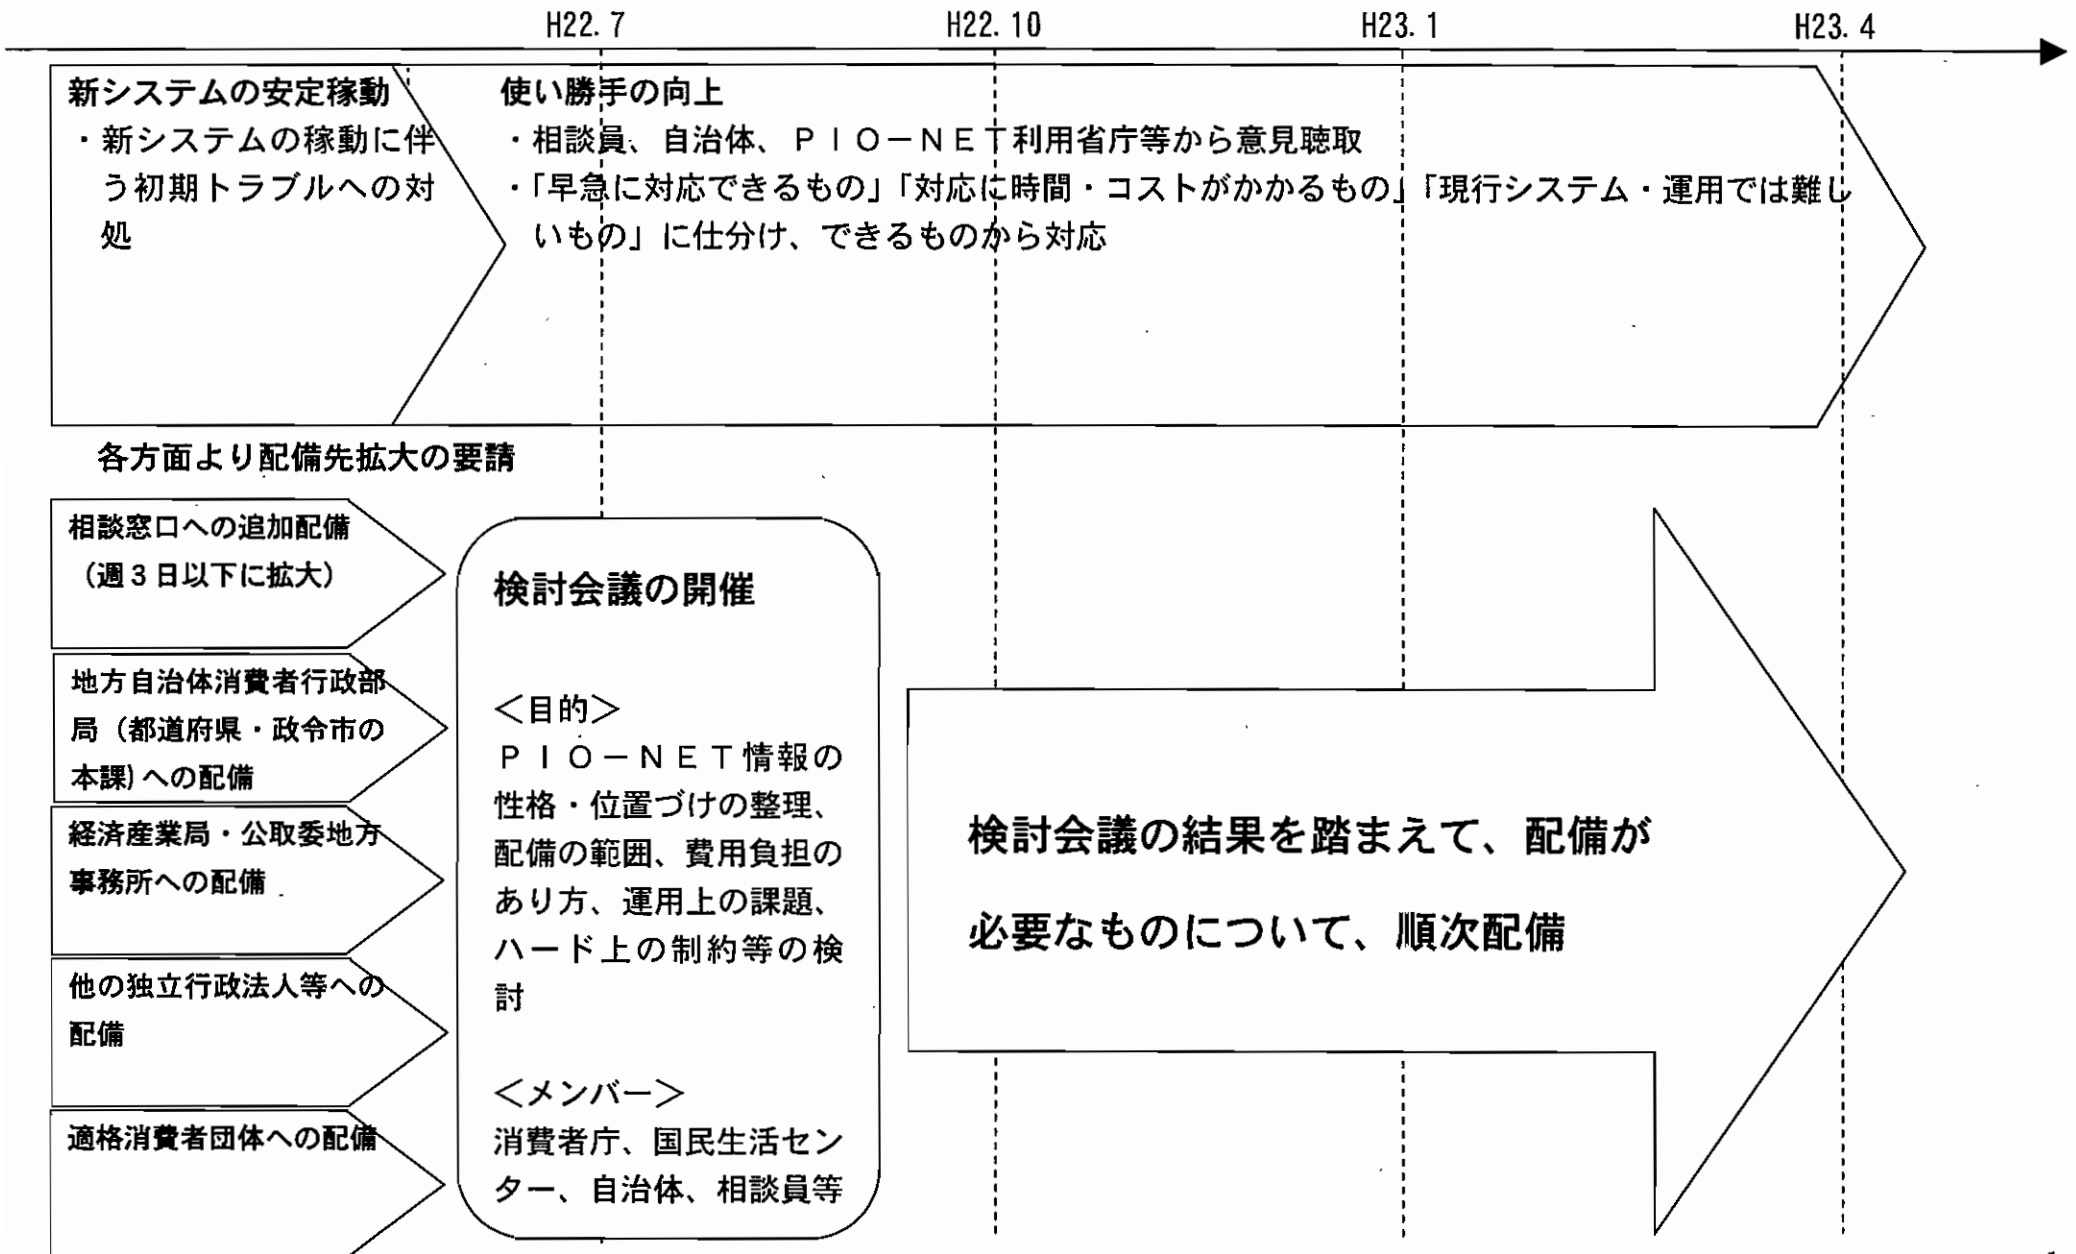 H22.7
H22.10
H23.1
H23.4
新システムの安定稼動
・新システムの稼動に伴
う初期トラブルへの対
処
使い勝手の向上
・相談員、自治体、ＰＩＯ－ＮＥＴ利用省庁等から意見聴取
・「早急に対応できるもの」「対応に時間・コストがかかるもの」「現行システム・運用では難し
いもの」に仕分け、できるものから対応
各方面より配備先拡大の要請
相談窓口への追加配備
（週３日以下に拡大）
地方自治体消費者行政部
局（都道府県・政令市の
本課)への配備
経済産業局・公取委地方
事務所への配備
他の独立行政法人等への
配備
適格消費者団体への配備
検討会議の開催
＜目的＞
ＰＩＯ－ＮＥＴ情報の
性格・位置づけの整理、
配備の範囲、費用負担の
あり方、運用上の課題、
ハード上の制約等の検
討
＜メンバー＞
消費者庁、国民生活セン
ター、自治体、相談員等
検討会議の結果を踏まえて、配備が
必要なものについて、順次配備